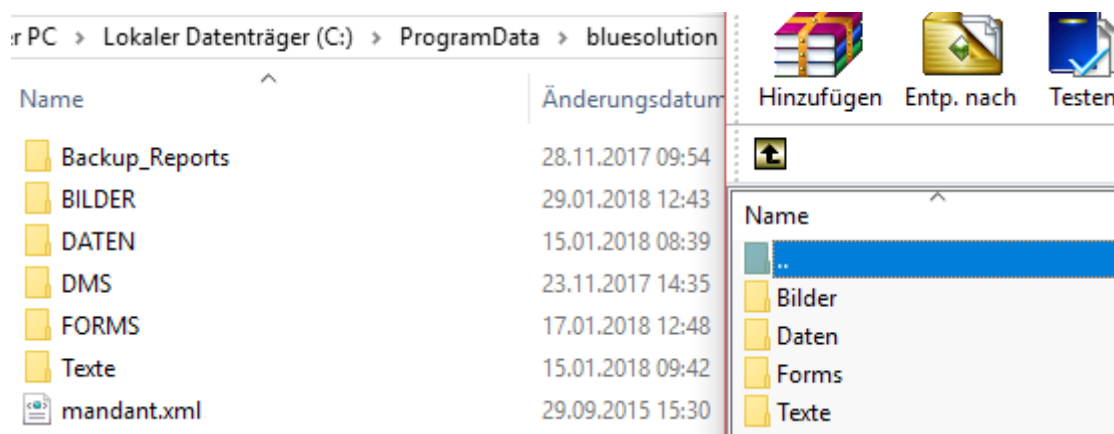 r PC > Lokaler Datenträger (C:) > ProgramData > bluesolution
Name Änderungsdatum
Backup_Reports 28.11.2017 09:54
BILDER 29.01.2018 12:43
DATEN 15.01.2018 08:39
DMS 23.11.2017 14:35
FORMS 17.01.2018 12:48
Texte 15.01.2018 09:42
mandant.xml 29.09.2015 15:30
Hinzufügen Entp. nach Testen
Name
..
Bilder
Daten
Forms
Texte